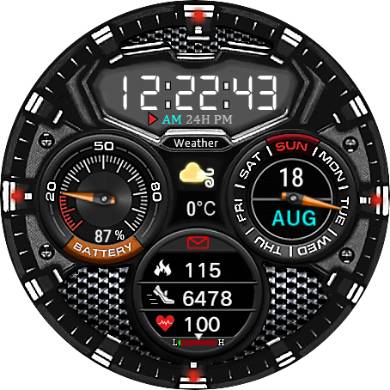 12:22:43
AM 24H PM
Weather
20 50 80
87 %
BATTERY
0°C
SUN MON TUE WED THU FRI SAT
18
AUG
115
6478
100
L H